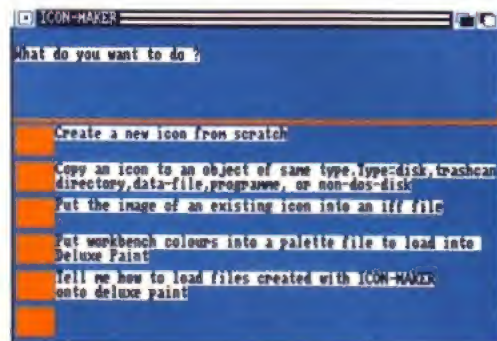 ICON-MAKER
What do you want to do ?
Create a new icon from scratch
Copy an icon to an object of same type.Type=disk,trashcan
directory,data-file,programme, or non-dos-disk
Put the image of an existing icon into an iff file
Put workbench colours into a palette file to load into
Deluxe Paint
Tell me how to load files created with ICON-MAKER
onto deluxe paint